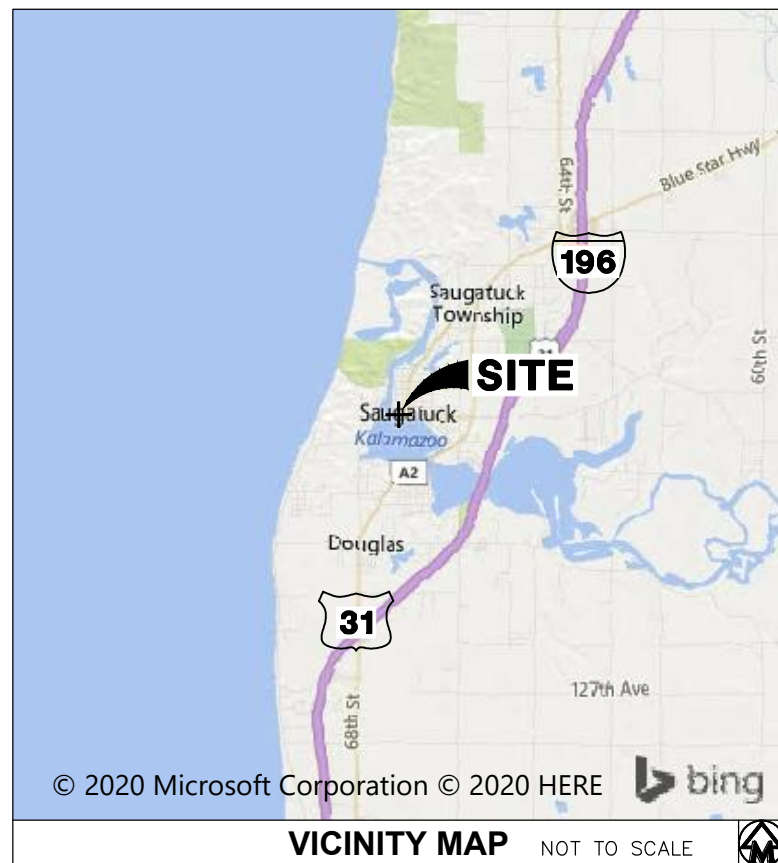 64th St
Blue Star Hwy
196
Saugatuck
Township
31
60th St
SITE
Saugatuck
Kalamazoo
A2
Douglas
31
127th Ave
68th St
© 2020 Microsoft Corporation © 2020 HERE
bing
VICINITY MAP NOT TO SCALE
M